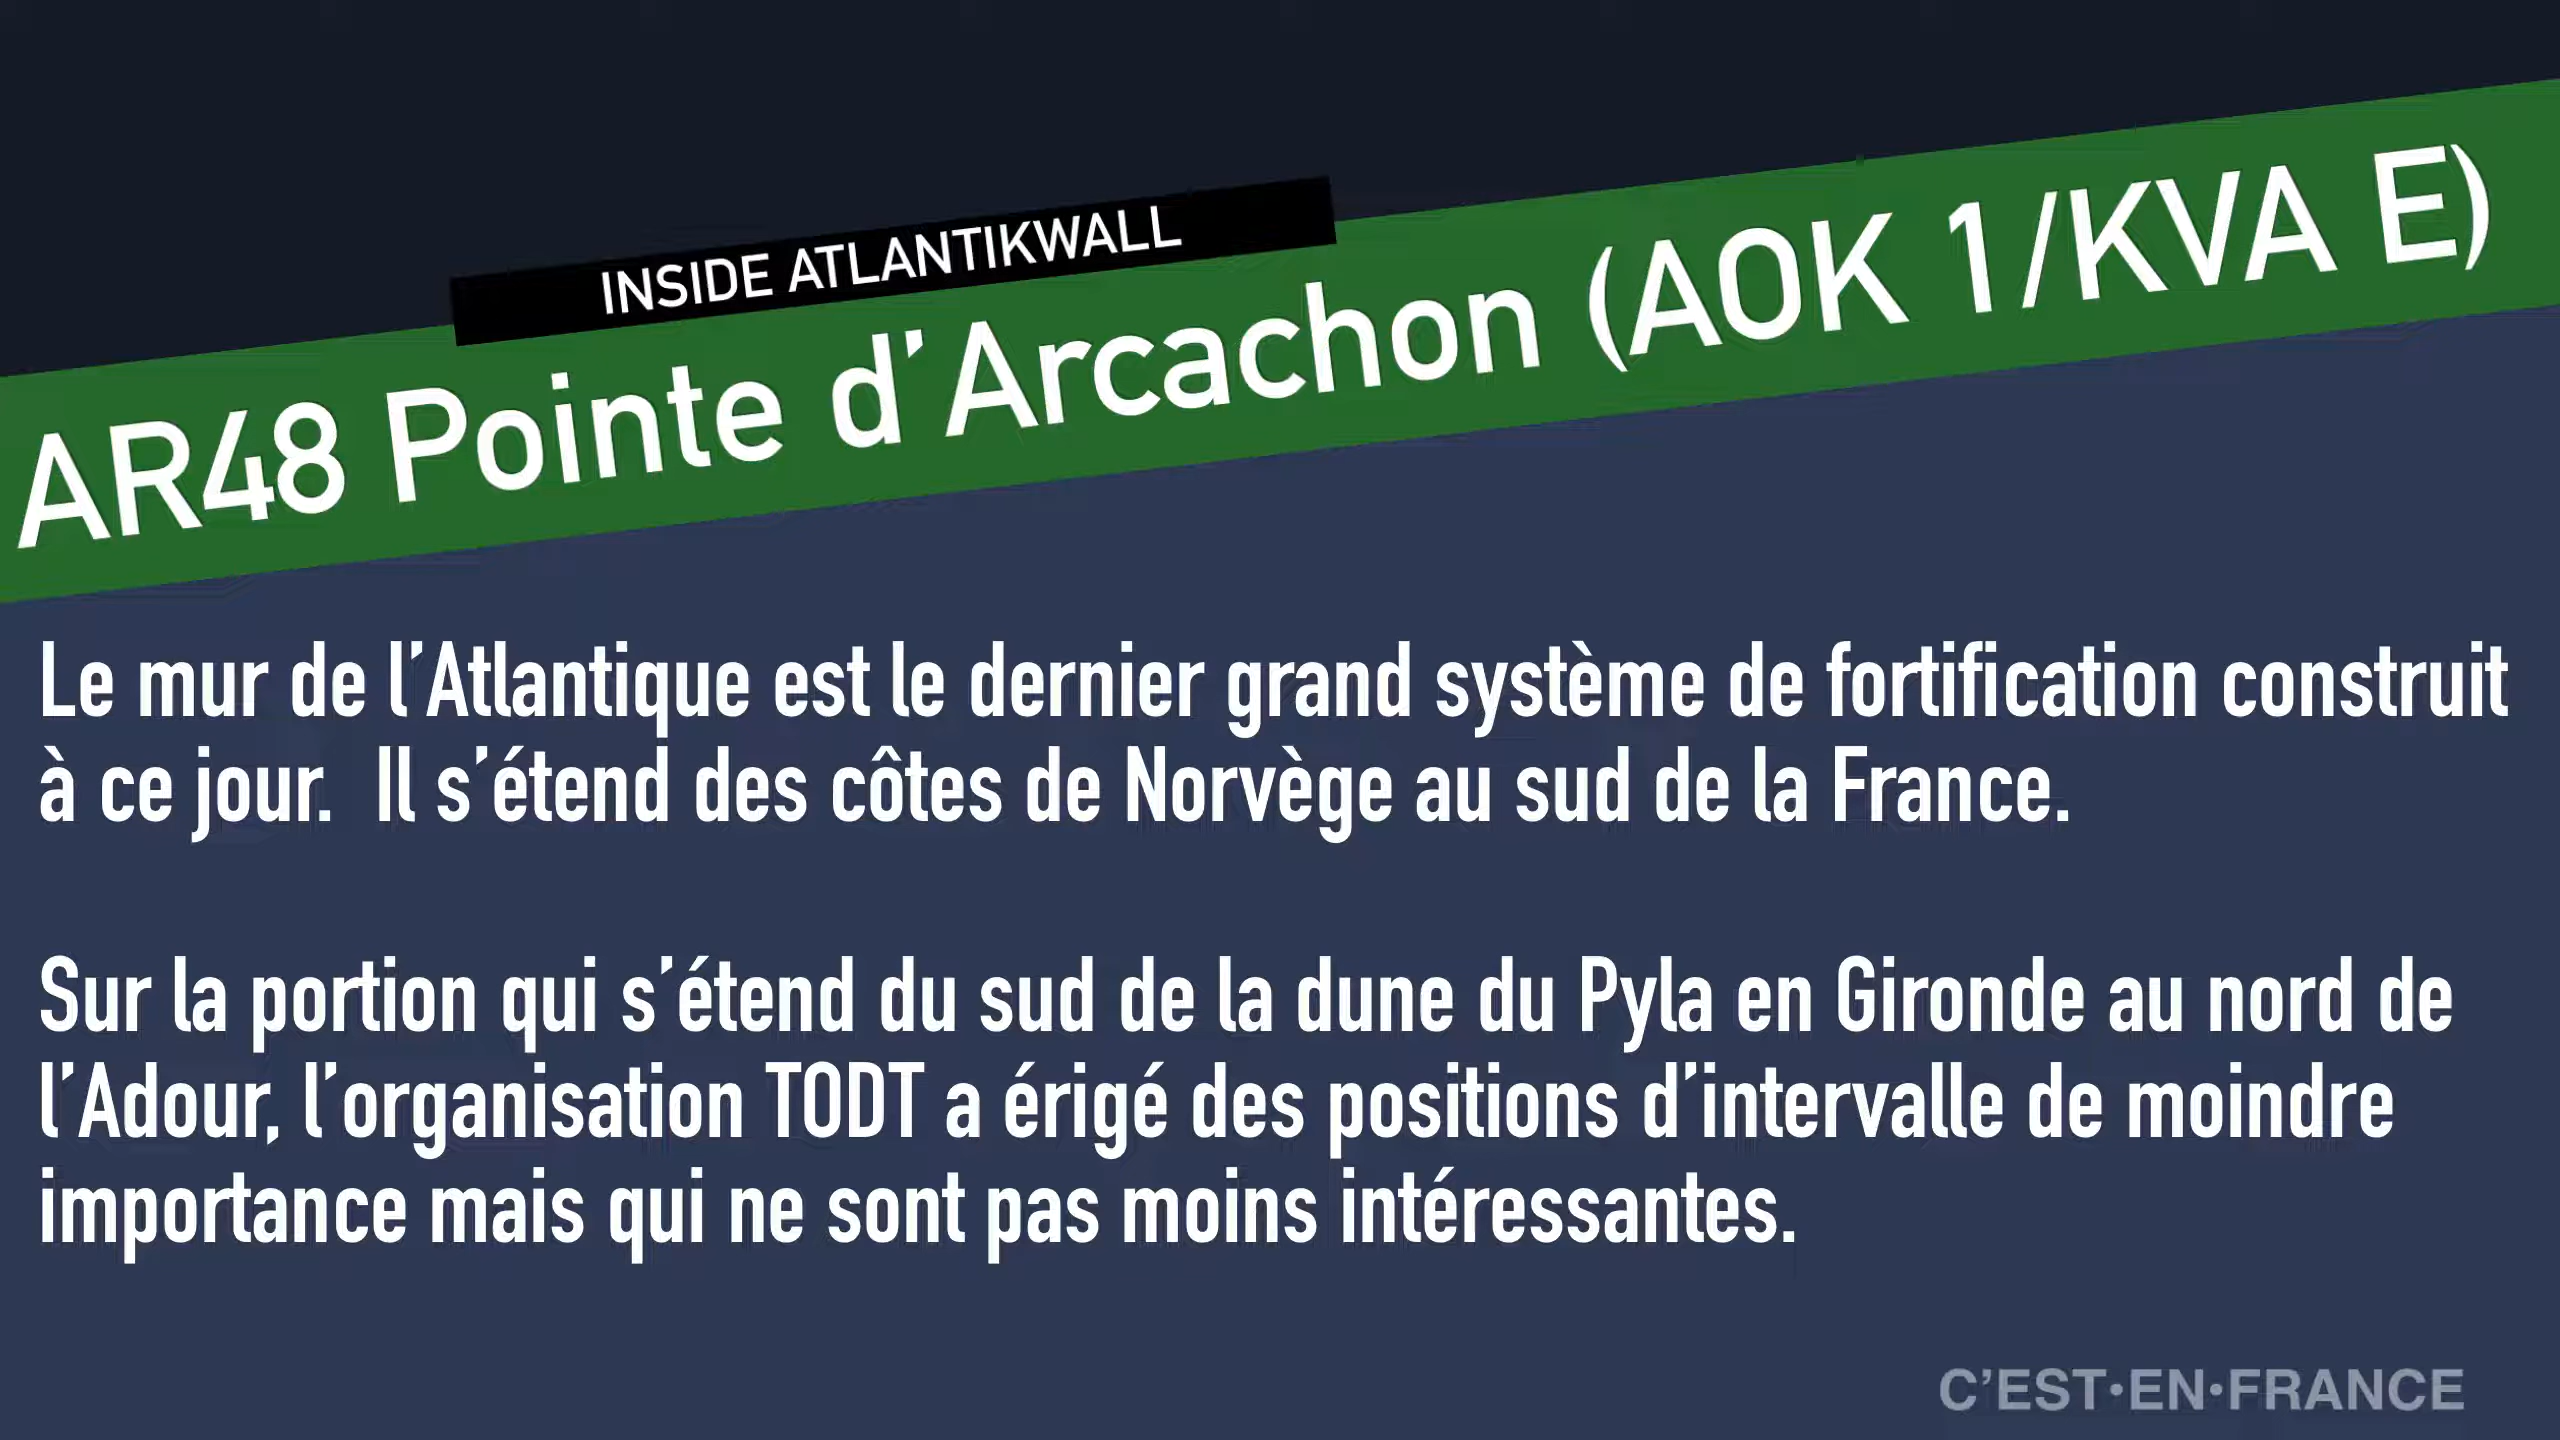 INSIDE ATLANTIKWALL
AR48 Pointe d’Arcachon (AOK 1/KVA E)
Le mur de l’Atlantique est le dernier grand système de fortification construit
à ce jour.  Il s’étend des côtes de Norvège au sud de la France.
Sur la portion qui s’étend du sud de la dune du Pyla en Gironde au nord de
l’Adour, l’organisation TODT a érigé des positions d’intervalle de moindre
importance mais qui ne sont pas moins intéressantes.
C’EST•EN•FRANCE